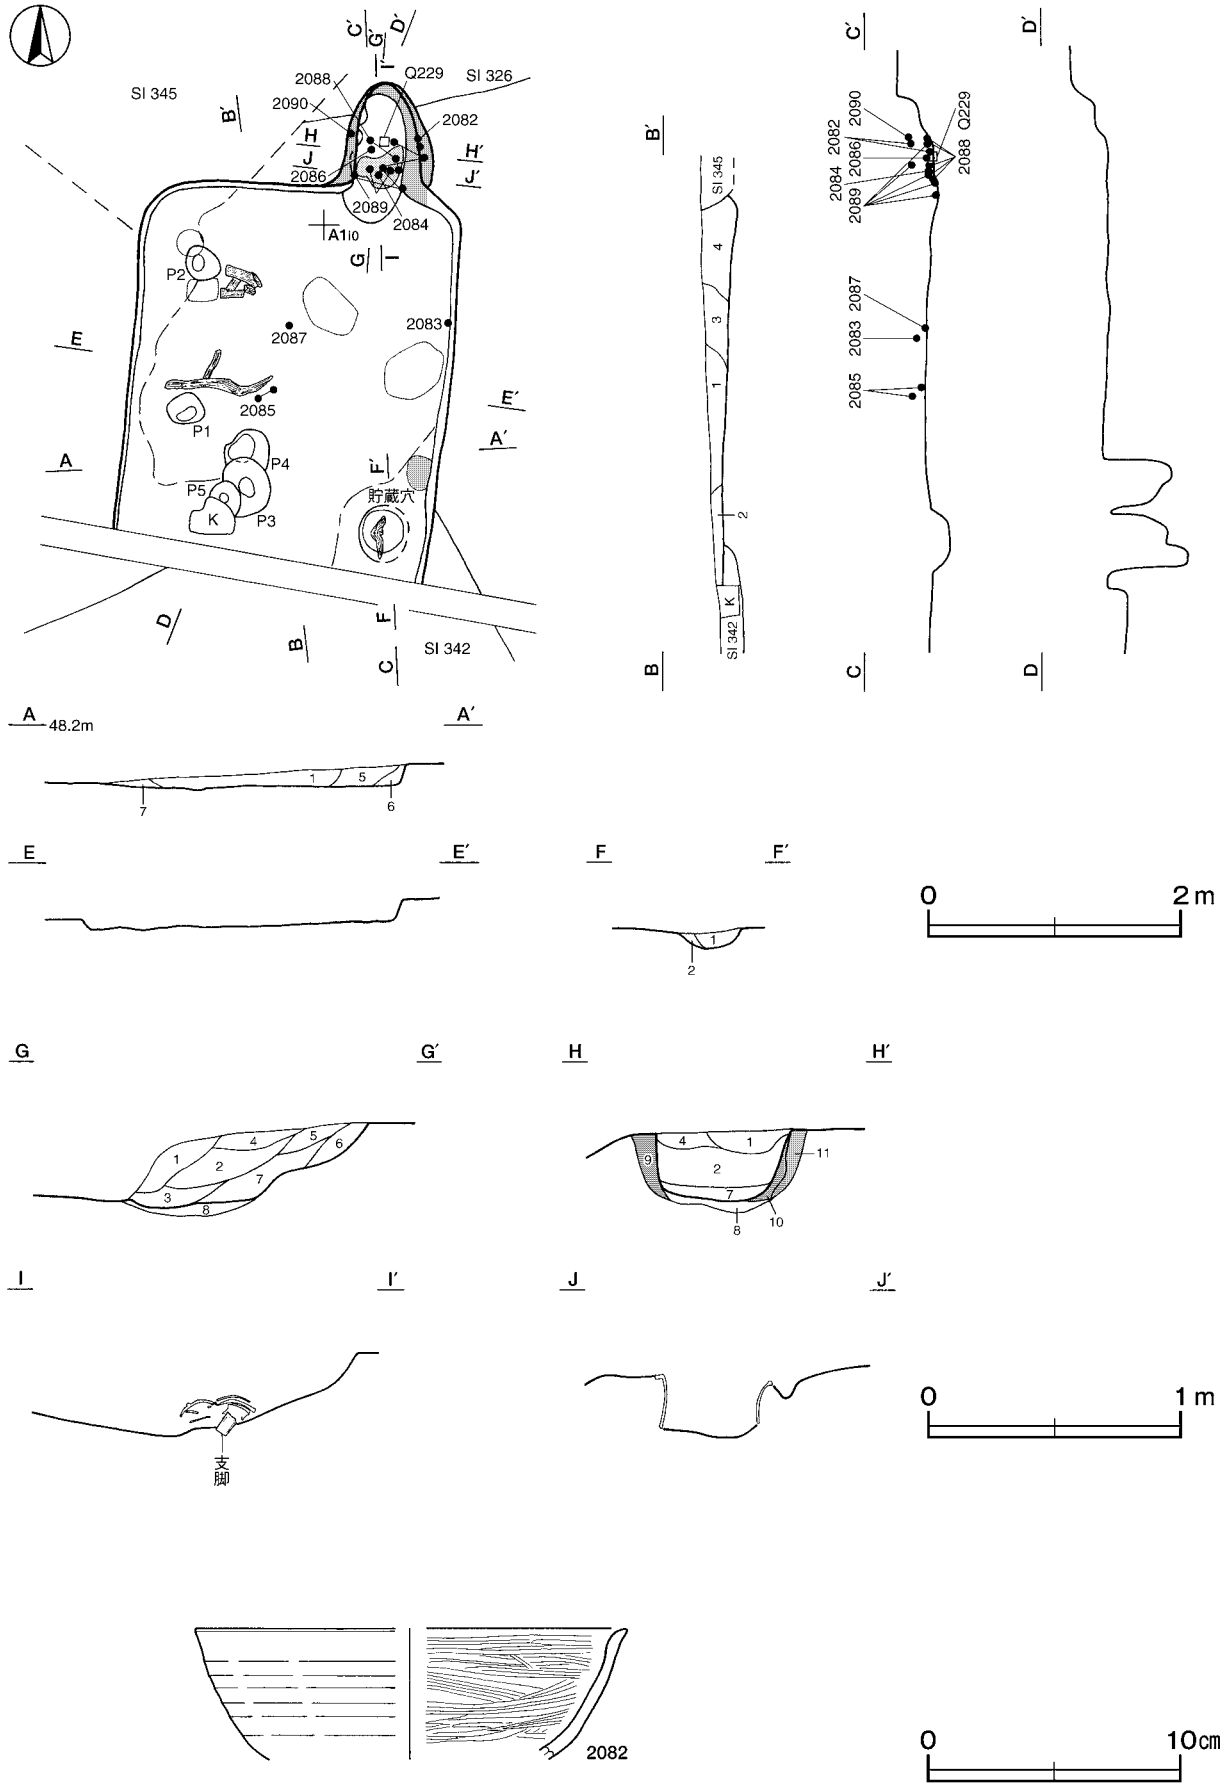 C′
G′
D′
I′
2088
Q229
SI 326
SI 345
B′
2090
2082
H
J
H′
J′
2086
2089
2084
A1i0
G
I
P2
2087
2083
E
2085
E′
P1
A′
A
P4
F′
P5
貯蔵穴
K
P3
D
B
F
C
SI 342
B′
SI 345
4
3
1
2
K
SI 342
B
C′
2090
2082
2086
2084
2089
Q229
2088
2087
2083
2085
C
D′
D
A 48.2m
A′
1
5
7
6
E
E′
F
F′
1
2
0
2 m
G
G′
4
5
6
1
2
7
3
8
H
H′
4
1
9
2
11
7
8
10
I
I′
支脚
J
J′
0
1 m
2082
0
10㎝